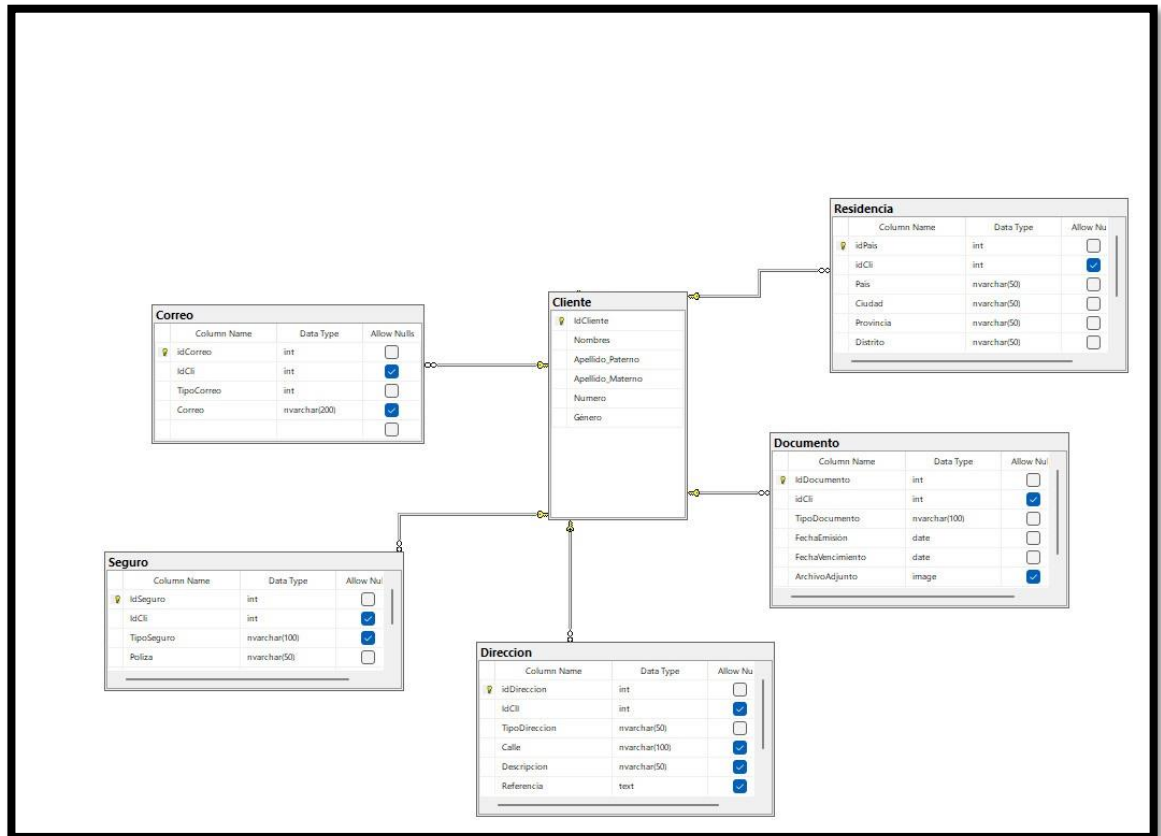 Residencia
Column Name Data Type Allow Nu
idPais int
idCli int
Pais nvarchar(50)
Ciudad nvarchar(50)
Provincia nvarchar(50)
Distrito nvarchar(50)
Cliente
IdCliente
Nombres
Apellido_Paterno
Apellido_Materno
Numero
Género
Correo
Column Name Data Type Allow Nulls
idCorreo int
IdCli int
TipoCorreo int
Correo nvarchar(200)
Documento
Column Name Data Type Allow Nul
IdDocumento int
idCli int
TipoDocumento nvarchar(100)
FechaEmisión date
FechaVencimiento date
ArchivoAdjunto image
Seguro
Column Name Data Type Allow Nul
IdSeguro int
IdCli int
TipoSeguro nvarchar(100)
Poliza nvarchar(50)
Direccion
Column Name Data Type Allow Nu
idDireccion int
IdCli int
TipoDireccion nvarchar(50)
Calle nvarchar(100)
Descripcion nvarchar(50)
Referencia text